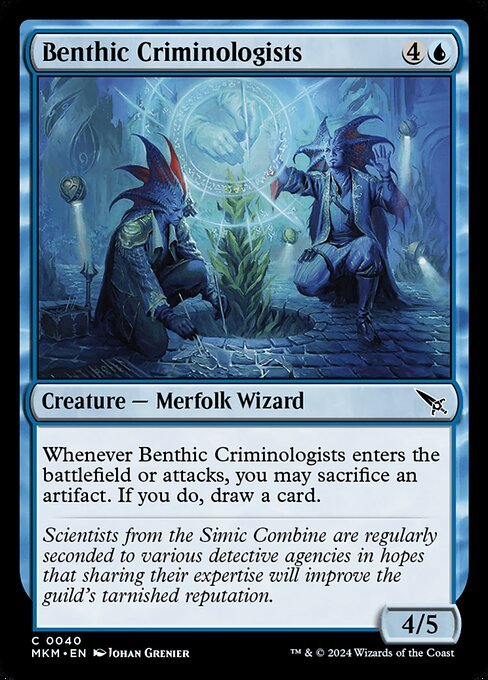 Benthic Criminologists 4
Creature — Merfolk Wizard
Whenever Benthic Criminologists enters the
battlefield or attacks, you may sacrifice an
artifact. If you do, draw a card.
Scientists from the Simic Combine are regularly
seconded to various detective agencies in hopes
that sharing their expertise will improve the
guild's tarnished reputation.
4/5
C 0040
MKM • EN Johan Grenier
™ & © 2024 Wizards of the Coast